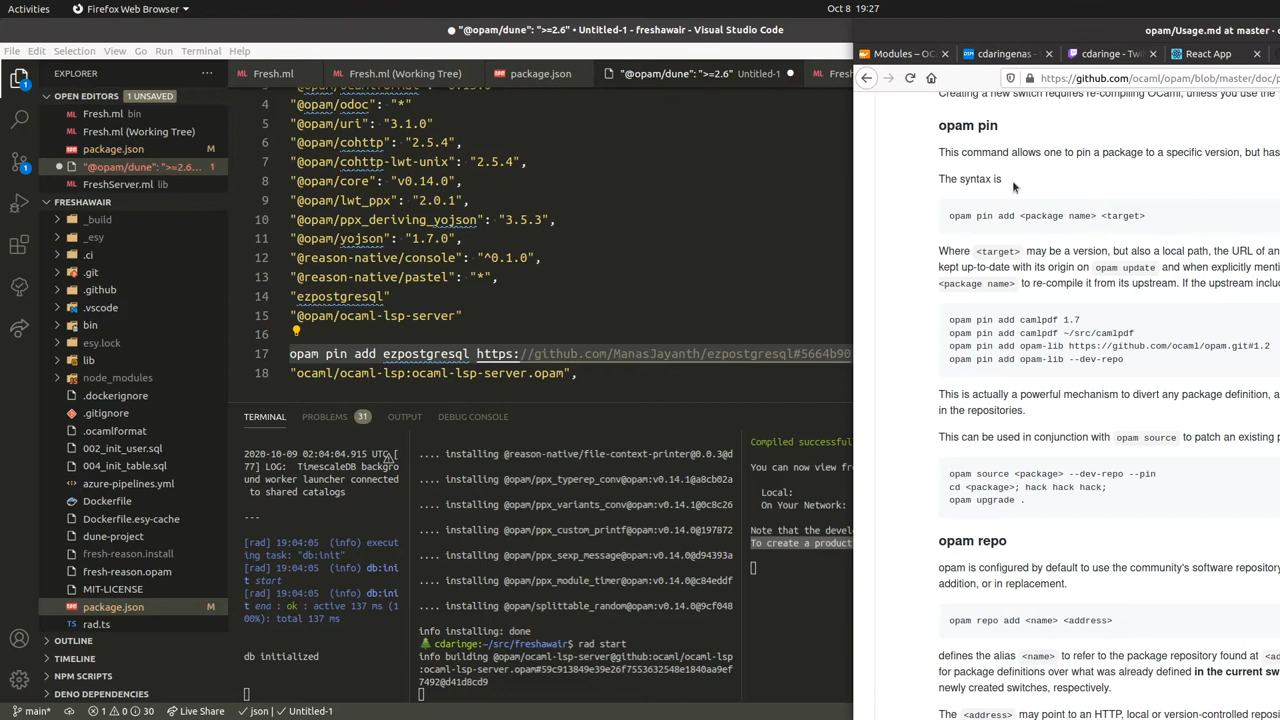 Activities
Firefox Web Browser
Oct 8 19:27
"@opam/dune": ">=2.6" • Untitled-1 - freshawair - Visual Studio Code
File Edit Selection View Go Run Terminal Help
EXPLORER
OPEN EDITORS 1 UNSAVED
Fresh.ml bin
Fresh.ml (Working Tree)
package.json M
"@opam/dune": ">=2.6... 1
FreshServer.ml lib
FRESHAWAIR
_build
_esy
.ci
.git
.github
.vscode
bin
esy.lock
lib
node_modules
.dockerignore
.gitignore
.ocamlformat
002_init_user.sql
004_init_table.sql
azure-pipelines.yml
Dockerfile
Dockerfile.esy-cache
dune-project
fresh-reason.install
fresh-reason.opam
MIT-LICENSE
package.json M
rad.ts
OUTLINE
TIMELINE
NPM SCRIPTS
DENO DEPENDENCIES
Fresh.ml
Fresh.ml (Working Tree)
package.json
"@opam/dune": ">=2.6" Untitled-1
4 "@opam/odoc": "*"
5 "@opam/uri": "3.1.0"
6 "@opam/cohttp": "2.5.4",
7 "@opam/cohttp-lwt-unix": "2.5.4",
8 "@opam/core": "v0.14.0",
9 "@opam/lwt_ppx": "2.0.1",
10 "@opam/ppx_deriving_yojson": "3.5.3",
11 "@opam/yojson": "1.7.0",
12 "@reason-native/console": "^0.1.0",
13 "@reason-native/pastel": "*",
14 "ezpostgresql"
15 "@opam/ocaml-lsp-server"
16
17 opam pin add ezpostgresql https://github.com/ManasJayanth/ezpostgresql#5664b90
18 "ocaml/ocaml-lsp:ocaml-lsp-server.opam",
TERMINAL PROBLEMS 31 OUTPUT DEBUG CONSOLE
2020-10-09 02:04:04.915 UTC [
77] LOG: TimescaleDB backgro
und worker launcher connected
to shared catalogs
---
[rad] 19:04:05 (info) execut
ing task: "db:init"
[rad] 19:04:05 (info) db:ini
t start
[rad] 19:04:05 (info) db:ini
t end : ok : active 137 ms (1
00%): total 137 ms
db initialized
.... installing @reason-native/file-context-printer@0.0.3@d
.... installing @opam/ppx_typerep_conv@opam:v0.14.1@a8cb02a
.... installing @opam/ppx_variants_conv@opam:v0.14.1@0c8c26
.... installing @opam/ppx_custom_printf@opam:v0.14.0@197872
.... installing @opam/ppx_sexp_message@opam:v0.14.0@d94393a
.... installing @opam/ppx_module_timer@opam:v0.14.0@c84eddf
.... installing @opam/splittable_random@opam:v0.14.0@9cf048
info installing: done
cdaringe:~/src/freshawair$ rad start
info building @opam/ocaml-lsp-server@github:ocaml/ocaml-lsp
:ocaml-lsp-server.opam#59c913849e39e26f7553632548e1840aa9ef
7492@d41d8cd9
Compiled successful
You can now view fr
Local:
On Your Network:
Note that the devel
To create a product
main*
1 0 30
Live Share
json | Untitled-1
opam/Usage.md at master ·
Modules – OC
cdaringenas -
cdaringe - Twi
React App
https://github.com/ocaml/opam/blob/master/doc/p
Creating a new switch requires re-compiling OCaml, unless you use the
opam pin
This command allows one to pin a package to a specific version, but has
The syntax is
opam pin add <package name> <target>
Where <target> may be a version, but also a local path, the URL of an
kept up-to-date with its origin on opam update and when explicitly menti
<package name> to re-compile it from its upstream. If the upstream includ
opam pin add camlpdf 1.7
opam pin add camlpdf ~/src/camlpdf
opam pin add opam-lib https://github.com/ocaml/opam.git#1.2
opam pin add opam-lib --dev-repo
This is actually a powerful mechanism to divert any package definition, a
in the repositories.
This can be used in conjunction with opam source to patch an existing p
opam source <package> --dev-repo --pin
cd <package>; hack hack hack;
opam upgrade .
opam repo
opam is configured by default to use the community's software repository
addition, or in replacement.
opam repo add <name> <address>
defines the alias <name> to refer to the package repository found at <ad
for package definitions over what was already defined in the current sw
newly created switches, respectively.
The <address> may point to an HTTP, local or version-controlled reposi